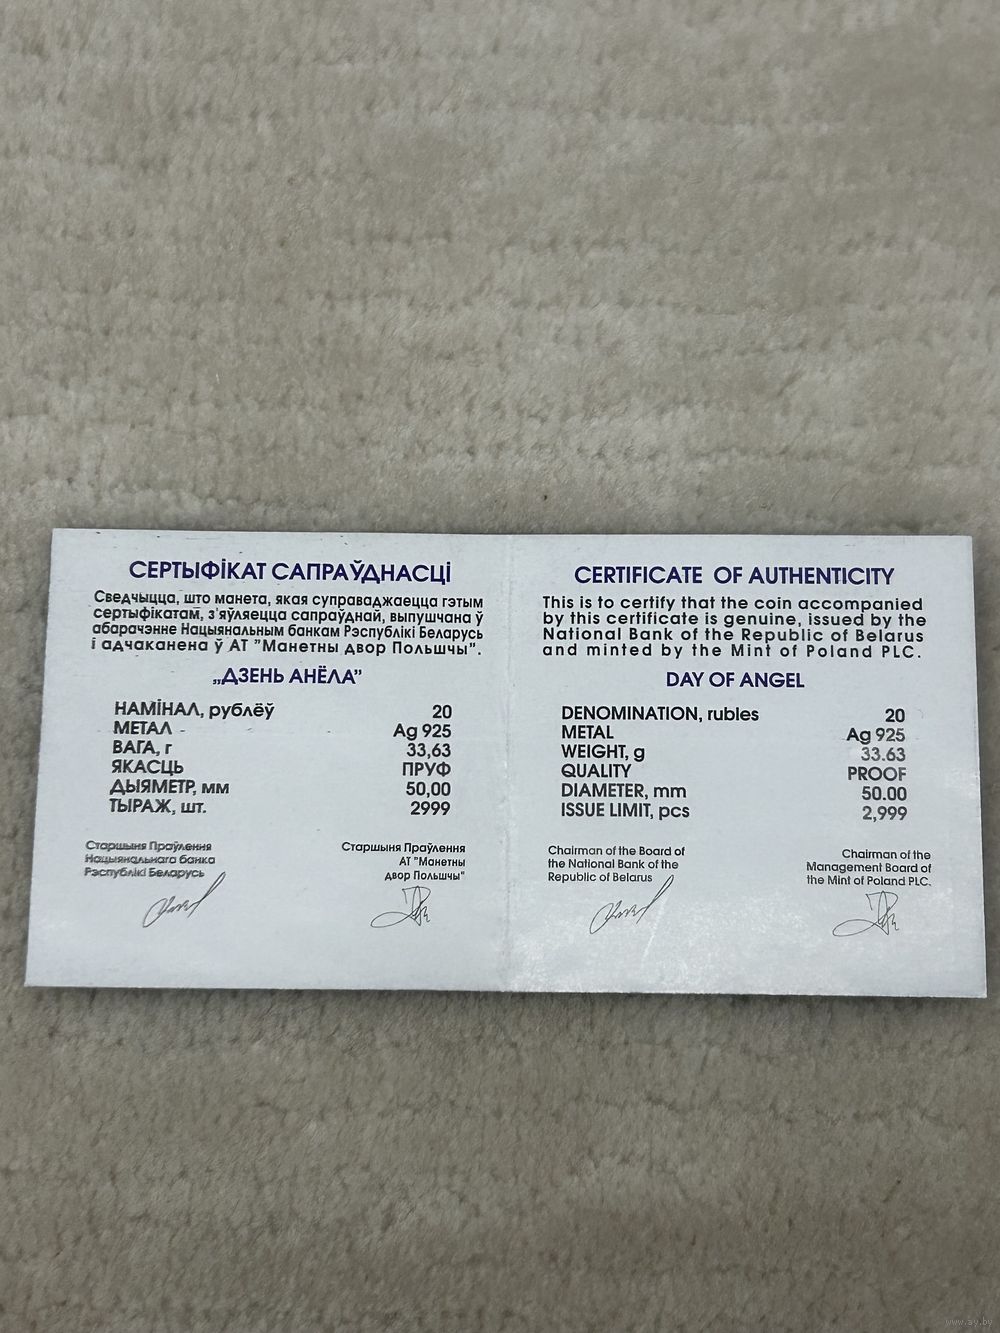 СЕРТЫФІКАТ САПРАЎДНАСЦІ
Сведчыцца, што манета, якая суправаджаецца гэтым
сертыфікатам, з'яўляецца сапраўднай, выпушчана ў
абарачэнне Нацыянальным банкам Рэспублікі Беларусь
і адчаканена ў АТ "Манетны двор Польшчы".
„ДЗЕНЬ АНЁЛА”
НАМІНАЛ, рублёў 20
МЕТАЛ Ag 925
ВАГА, г 33,63
ЯКАСЦЬ ПРУФ
ДЫЯМЕТР, мм 50,00
ТЫРАЖ, шт. 2999
Старшыня Праўлення
Нацыянальнага банка
Рэспублікі Беларусь
Старшыня Праўлення
АТ "Манетны
двор Польшчы"
CERTIFICATE OF AUTHENTICITY
This is to certify that the coin accompanied
by this certificate is genuine, issued by the
National Bank of the Republic of Belarus
and minted by the Mint of Poland PLC.
DAY OF ANGEL
DENOMINATION, rubles 20
METAL Ag 925
WEIGHT, g 33.63
QUALITY PROOF
DIAMETER, mm 50.00
ISSUE LIMIT, pcs 2,999
Chairman of the Board of
the National Bank of the
Republic of Belarus
Chairman of the
Management Board of
the Mint of Poland PLC.
www.ay.by